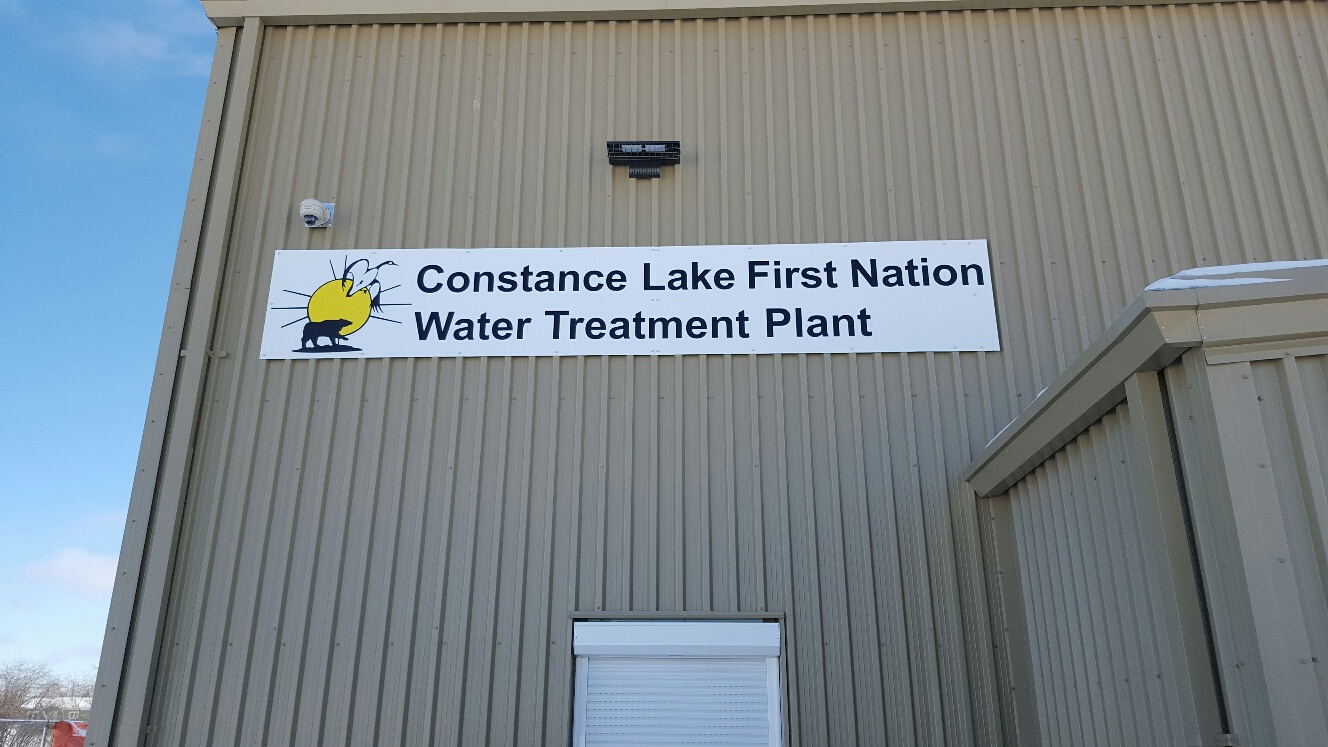 Constance Lake First Nation
Water Treatment Plant